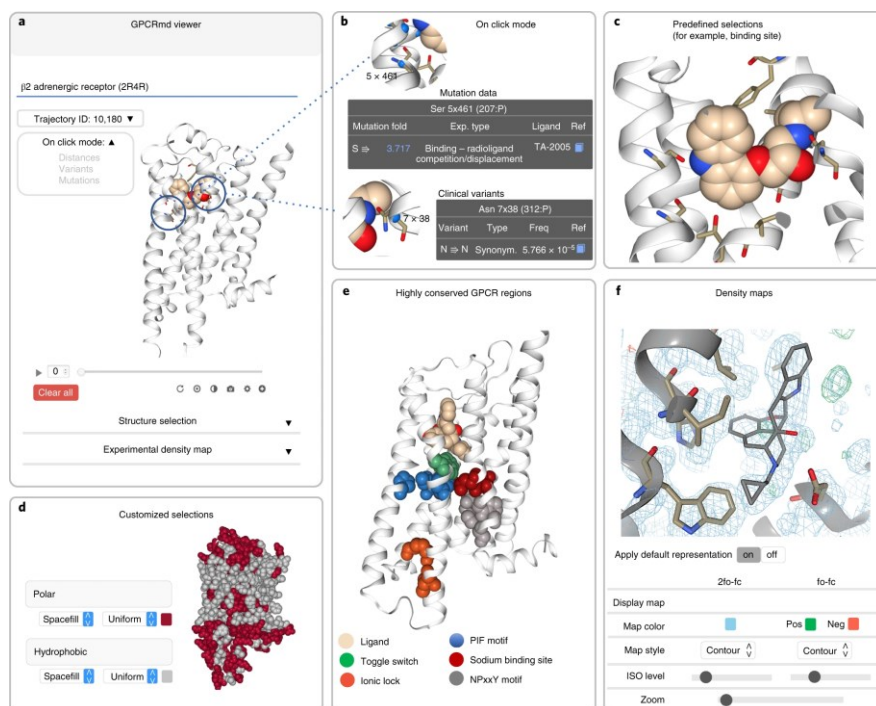 a
GPCRmd viewer
β2 adrenergic receptor (2R4R)
Trajectory ID: 10,180 ▼
On click mode: ▲
Distances
Variants
Mutations
0
Clear all
Structure selection ▼
Experimental density map ▼
b
On click mode
5 × 461
Mutation data
Ser 5x461 (207:P)
Mutation fold Exp. type Ligand Ref
S ⇛ 3.717 Binding – radioligand TA-2005
competition/displacement
7 × 38
Clinical variants
Asn 7x38 (312:P)
Variant Type Freq Ref
N ⇛ N Synonym. 5.766 × 10⁻⁵
c
Predefined selections
(for example, binding site)
d
Customized selections
Polar
Spacefill Uniform
Hydrophobic
Spacefill Uniform
e
Highly conserved GPCR regions
Ligand PIF motif
Toggle switch Sodium binding site
Ionic lock NPxxY motif
f
Density maps
Apply default representation on off
2fo-fc fo-fc
Display map
Map color Pos Neg
Map style Contour Contour
ISO level
Zoom